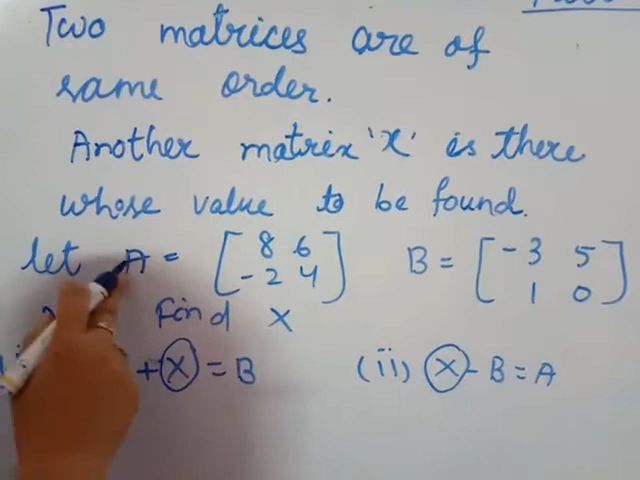 Two matrices are of
same order.
Another matrix 'X' is there
whose value to be found.
let A = [ 8 6 -2 4 ] B = [ -3 5 1 0 ]
Find X
+ X = B (ii) X - B = A